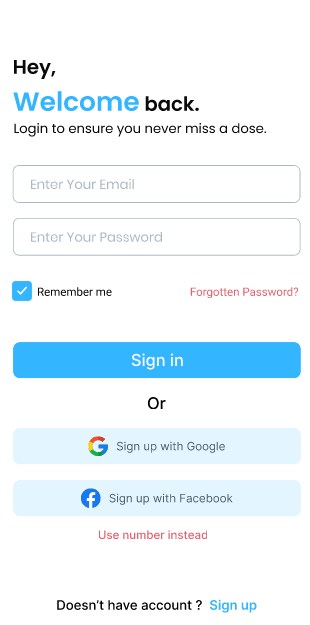 Hey,
Welcome back.
Login to ensure you never miss a dose.
Enter Your Email
Enter Your Password
Remember me
Forgotten Password?
Sign in
Or
Sign up with Google
Sign up with Facebook
Use number instead
Doesn't have account ? Sign up